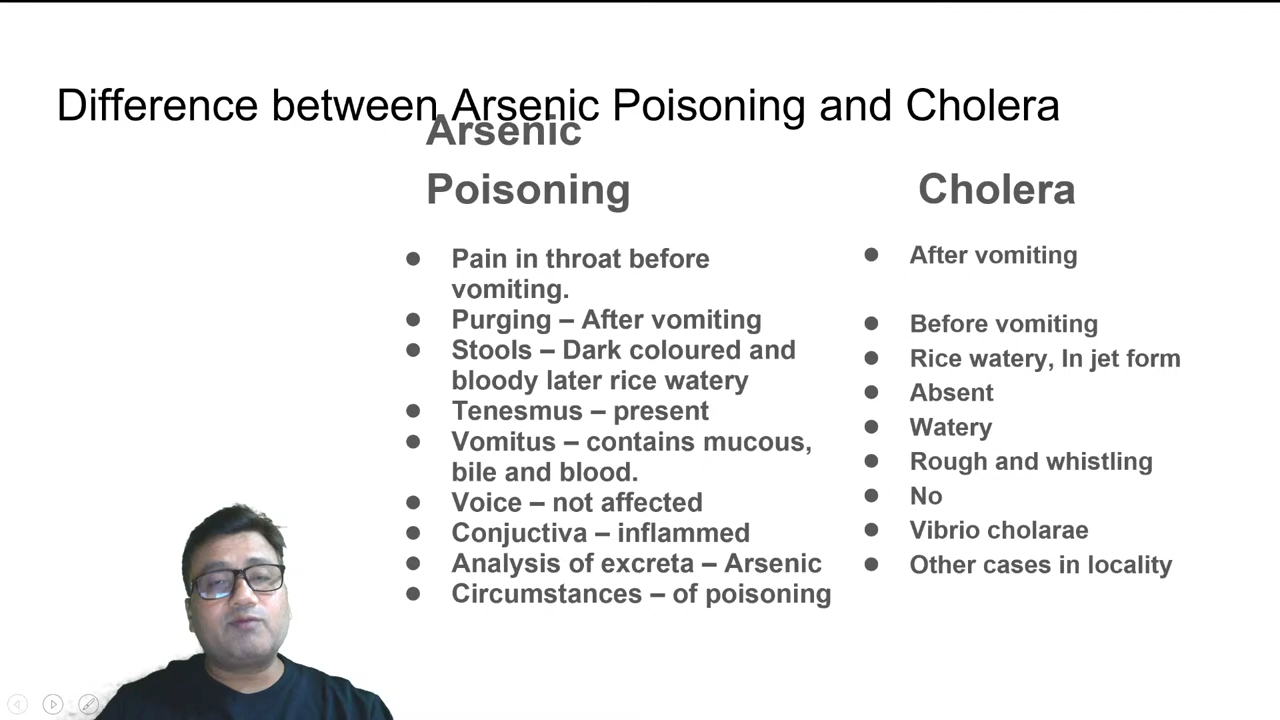 Difference between Arsenic Poisoning and Cholera
Arsenic
Poisoning
● Pain in throat before
vomiting.
● Purging – After vomiting
● Stools – Dark coloured and
bloody later rice watery
● Tenesmus – present
● Vomitus – contains mucous,
bile and blood.
● Voice – not affected
● Conjuctiva – inflammed
● Analysis of excreta – Arsenic
● Circumstances – of poisoning
Cholera
● After vomiting
● Before vomiting
● Rice watery, In jet form
● Absent
● Watery
● Rough and whistling
● No
● Vibrio cholarae
● Other cases in locality